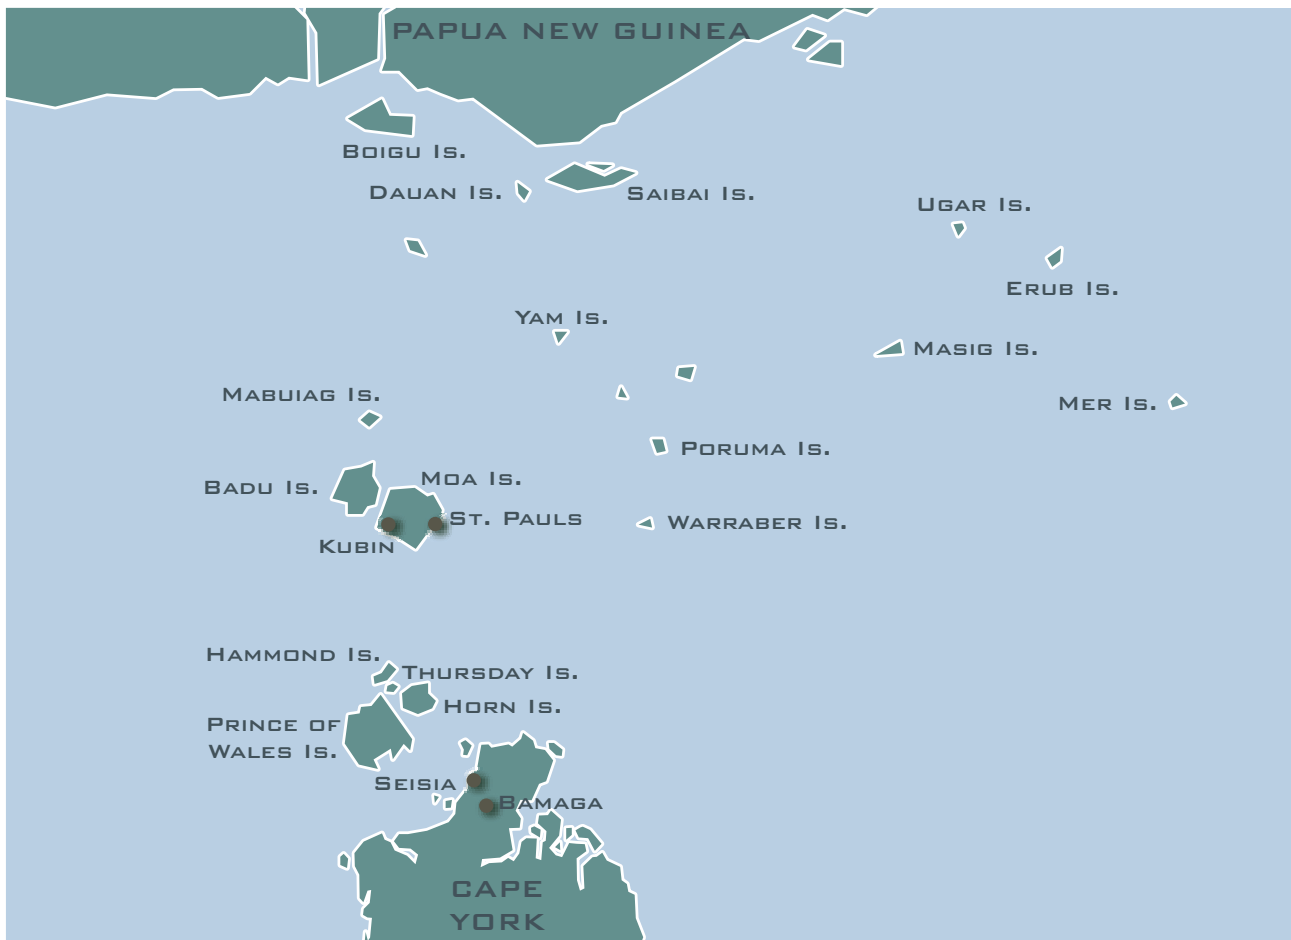 PAPUA NEW GUINEA
BOIGU IS.
DAUAN IS.
SAIBAI IS.
UGAR IS.
ERUB IS.
YAM IS.
MASIG IS.
MABUIAG IS.
MER IS.
PORUMA IS.
MOA IS.
BADU IS.
ST. PAULS
WARRABER IS.
KUBIN
HAMMOND IS.
THURSDAY IS.
HORN IS.
PRINCE OF
WALES IS.
SEISIA
BAMAGA
CAPE
YORK